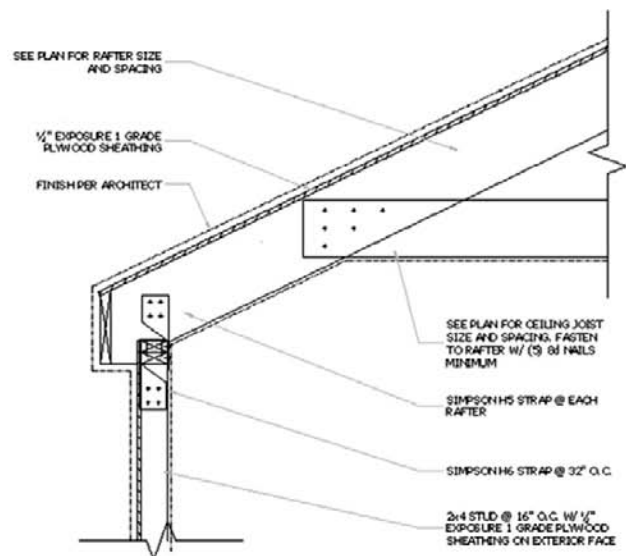 SEE PLAN FOR RAFTER SIZE
AND SPACING
½" EXPOSURE 1 GRADE
PLYWOOD SHEATHING
FINISH PER ARCHITECT
SEE PLAN FOR CEILING JOIST
SIZE AND SPACING. FASTEN
TO RAFTER W/ (5) 8d NAILS
MINIMUM
SIMPSON H5 STRAP @ EACH
RAFTER
SIMPSON H6 STRAP @ 32" O.C.
2x4 STUD @ 16" O.C. W/ ½"
EXPOSURE 1 GRADE PLYWOOD
SHEATHING ON EXTERIOR FACE